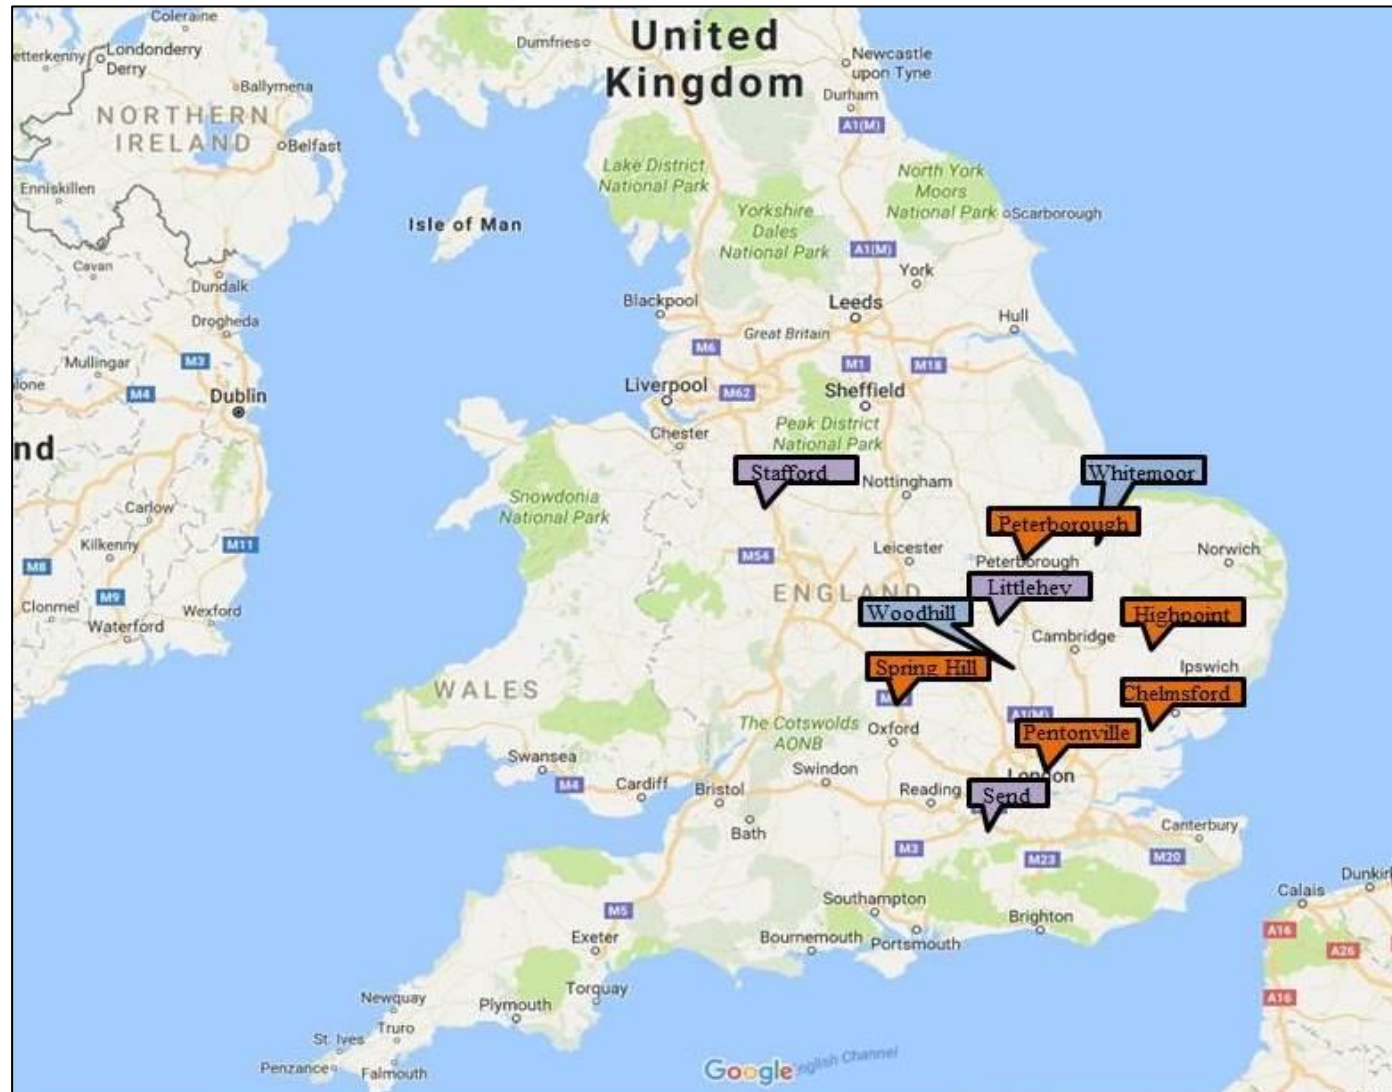 Coleraine
United
Kingdom
Dumfries
Newcastle
upon Tyne
etterkenny
Londonderry
Derry
Ballymena
Durham
A1(M)
NORTHERN
IRELAND
Belfast
Lake District
National Park
North York
Moors
National Park
Scarborough
Enniskillen
Isle of Man
Yorkshire
Dales
National Park
A1(M)
Cavan
Dundalk
York
Blackpool
Leeds
Drogheda
Great Britain
Hull
M6
Mullingar
M3
M1
M18
lone
M4
Dublin
Liverpool
M62
Sheffield
Peak District
National Park
Chester
nd
Stafford
Whitemoor
Nottingham
Snowdonia
National Park
Carlow
Peterborough
Kilkenny
M11
M54
Leicester
Peterborough
Norwich
M8
M9
ENGLAND
Littlehey
Clonmel
Wexford
Waterford
Woodhill
Highpoint
Cambridge
Spring Hill
Ipswich
WALES
Chelmsford
A1(M)
The Cotswolds
AONB
Oxford
Pentonville
Swansea
Swindon
London
M4
Cardiff
Bristol
Reading
Send
Bath
Canterbury
M3
M23
M20
Dunkir
Southampton
Calais
M5
Brighton
Exeter
Bournemouth
Portsmouth
A16
A26
Torquay
Newquay
Plymouth
A16
Truro
St. Ives
Penzance
Falmouth
Google
English Channel